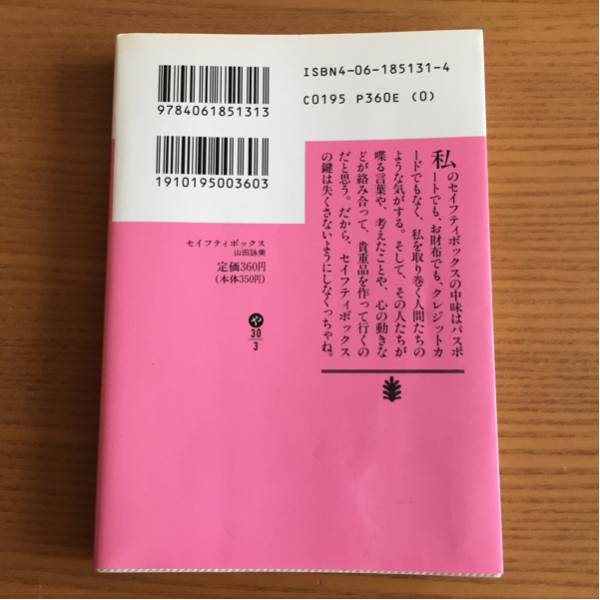 ISBN4-06-185131-4
C0195 P360E (0)
9784061851313
1910195003603
私のセイフティボックスの中味はパスポ
ートでも、お財布でも、クレジットカ
ードでもなく、私を取り巻く人間たちの
ような気がする。そして、その人たちが
喋る言葉や、考えたことや、心の動きな
どが絡み合って、貴重品を作って行くの
だと思う。だから、セイフティボックス
の鍵は失くさないようにしなくっちゃね。
セイフティボックス
山田詠美
定価360円
(本体350円)
や
30
3